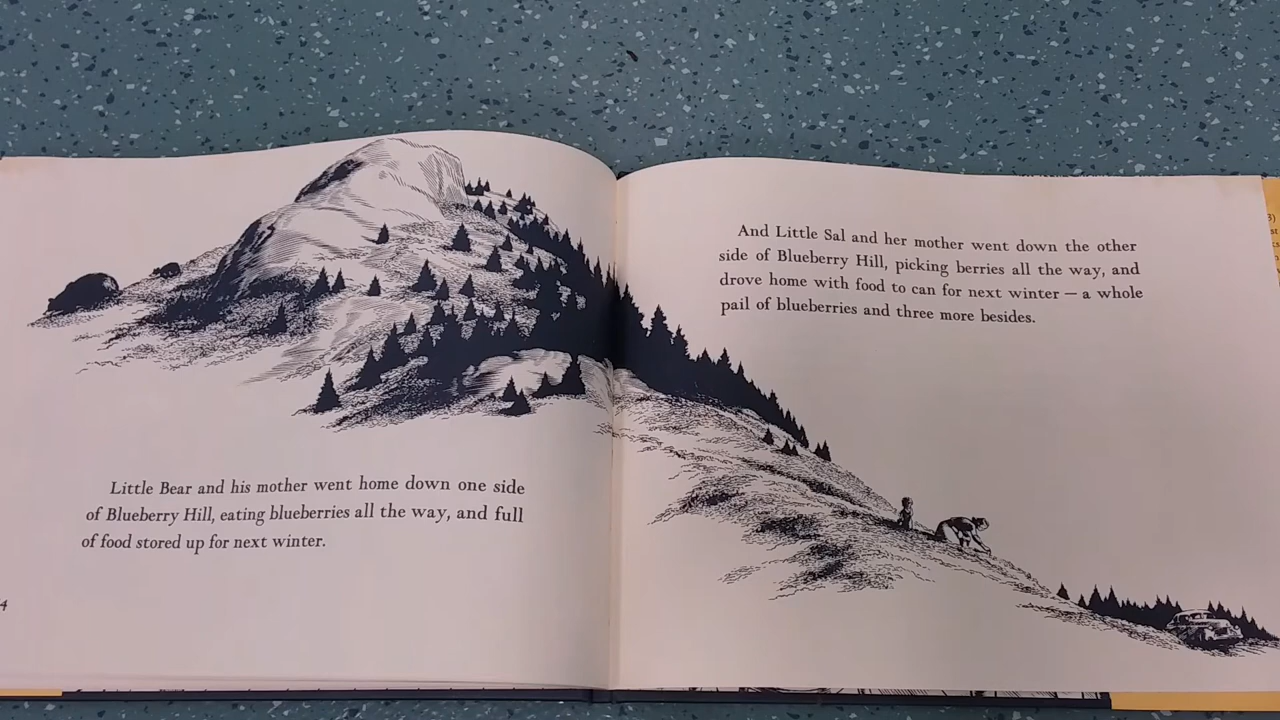 Little Bear and his mother went home down one side
of Blueberry Hill, eating blueberries all the way, and full
of food stored up for next winter.
4
And Little Sal and her mother went down the other
side of Blueberry Hill, picking berries all the way, and
drove home with food to can for next winter — a whole
pail of blueberries and three more besides.